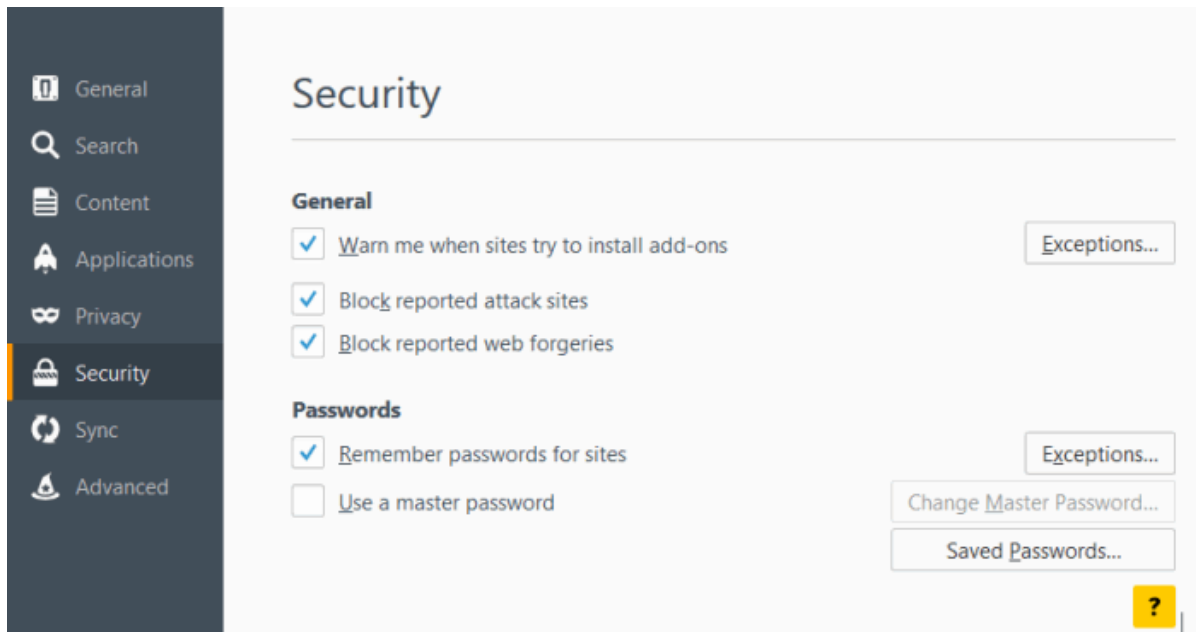 General
Search
Content
Applications
Privacy
Security
Sync
Advanced
Security
General
Warn me when sites try to install add-ons
Exceptions...
Block reported attack sites
Block reported web forgeries
Passwords
Remember passwords for sites
Exceptions...
Use a master password
Change Master Password...
Saved Passwords...
?